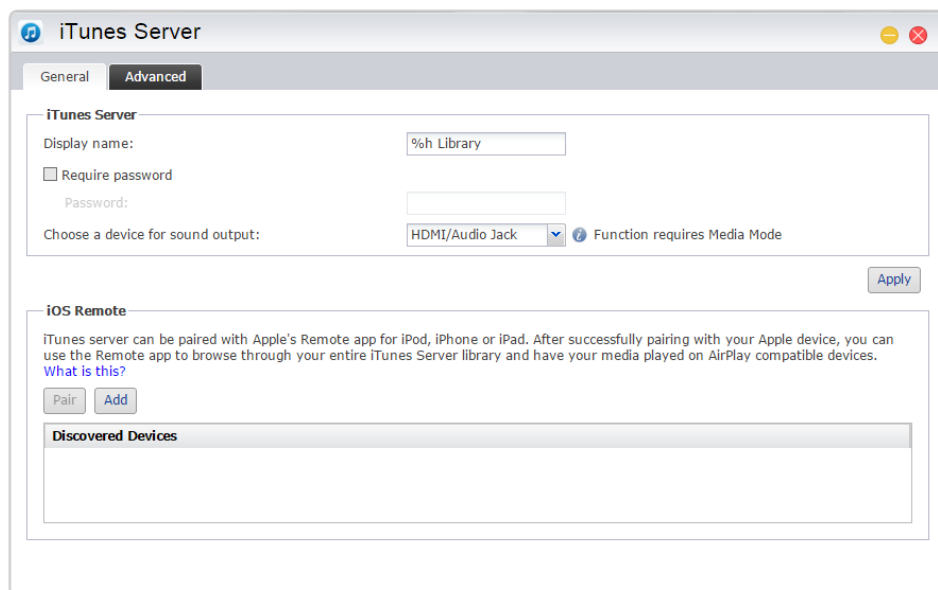 iTunes Server
General
Advanced
iTunes Server
Display name:
%h Library
Require password
Password:
Choose a device for sound output:
HDMI/Audio Jack
Function requires Media Mode
Apply
iOS Remote
iTunes server can be paired with Apple's Remote app for iPod, iPhone or iPad. After successfully pairing with your Apple device, you can
use the Remote app to browse through your entire iTunes Server library and have your media played on AirPlay compatible devices.
What is this?
Pair
Add
Discovered Devices